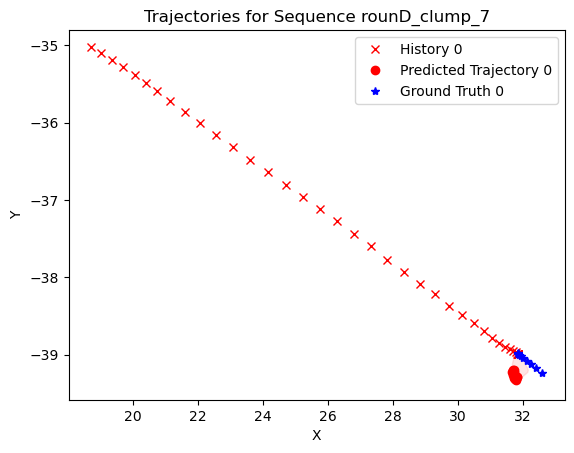 Trajectories for Sequence rounD_clump_7
History 0
Predicted Trajectory 0
Ground Truth 0
Y
−35
−36
−37
−38
−39
20
22
24
26
28
30
32
X